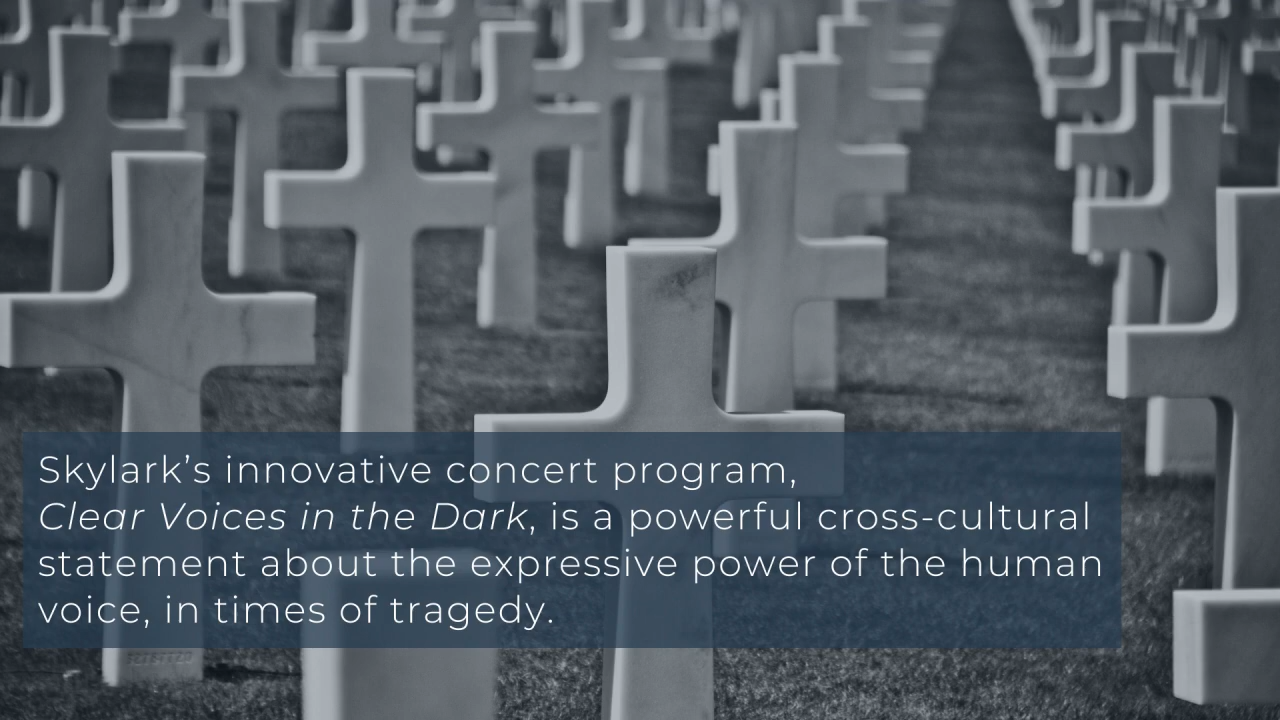 Skylark’s innovative concert program,
Clear Voices in the Dark, is a powerful cross-cultural
statement about the expressive power of the human
voice, in times of tragedy.